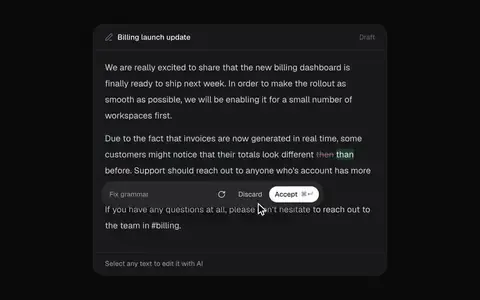 Billing launch update
Draft
We are really excited to share that the new billing dashboard is
finally ready to ship next week. In order to make the rollout as
smooth as possible, we will be enabling it for a small number of
workspaces first.
Due to the fact that invoices are now generated in real time, some
customers might notice that their totals look different then than
before. Support should reach out to anyone who's account has more
Fix grammar
Discard
Accept ⌘↵
If you have any questions at all, please don't hesitate to reach out to
the team in #billing.
Select any text to edit it with AI